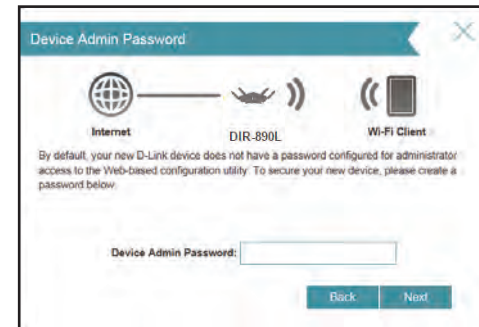 Device Admin Password
Internet
DIR-890L
Wi-Fi Client
By default, your new D-Link device does not have a password configured for administrator
access to the Web-based configuration utility. To secure your new device, please create a
password below.
Device Admin Password:
Back
Next